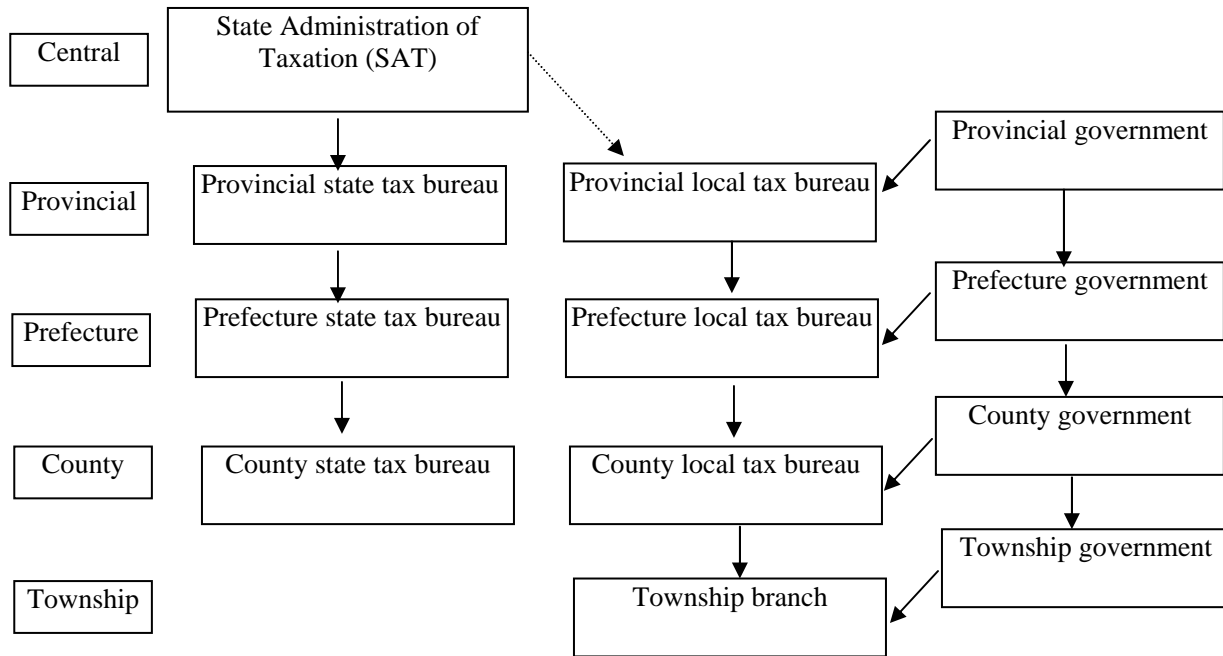 Central
State Administration of
Taxation (SAT)
Provincial government
Provincial
Provincial state tax bureau
Provincial local tax bureau
Prefecture government
Prefecture
Prefecture state tax bureau
Prefecture local tax bureau
County government
County
County state tax bureau
County local tax bureau
Township government
Township
Township branch